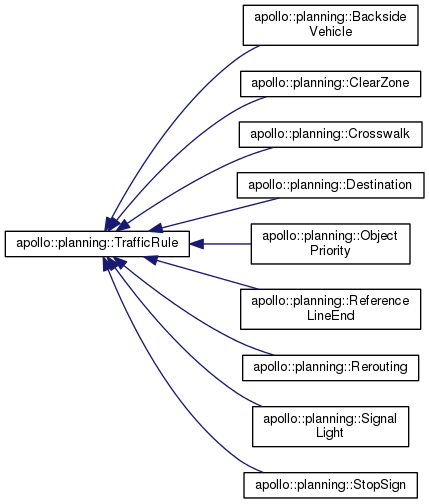 apollo::planning::Backside
Vehicle
apollo::planning::ClearZone
apollo::planning::Crosswalk
apollo::planning::Destination
apollo::planning::TrafficRule
apollo::planning::Object
Priority
apollo::planning::Reference
LineEnd
apollo::planning::Rerouting
apollo::planning::Signal
Light
apollo::planning::StopSign